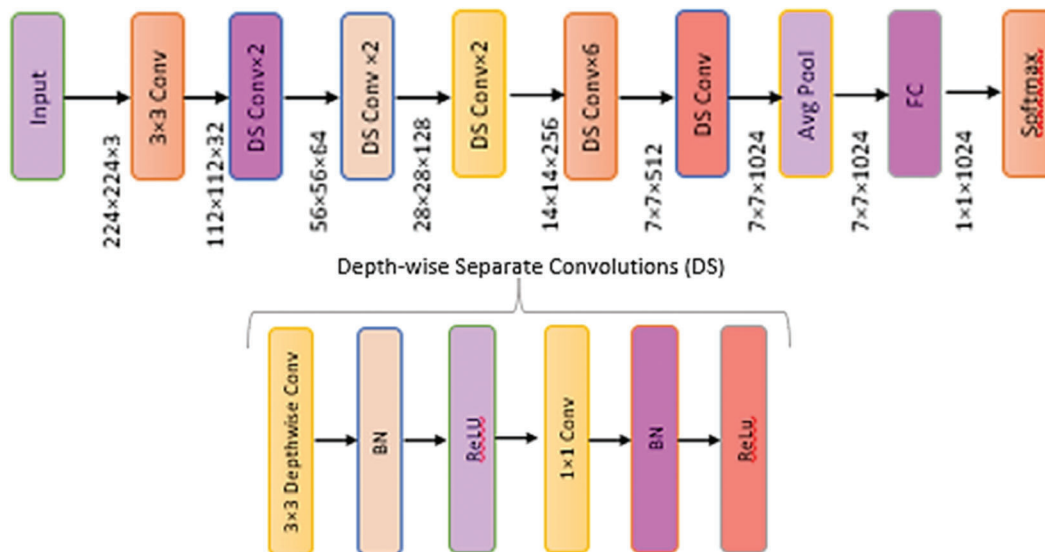 Input
3×3 Conv
DS Conv×2
DS Conv ×2
DS Conv×2
DS Conv×6
DS Conv
Avg Pool
FC
Softmax
224×224×3
112×112×32
56×56×64
28×28×128
14×14×256
7×7×512
7×7×1024
7×7×1024
1×1×1024
Depth-wise Separate Convolutions (DS)
3×3 Depthwise Conv
BN
ReLU
1×1 Conv
BN
ReLu